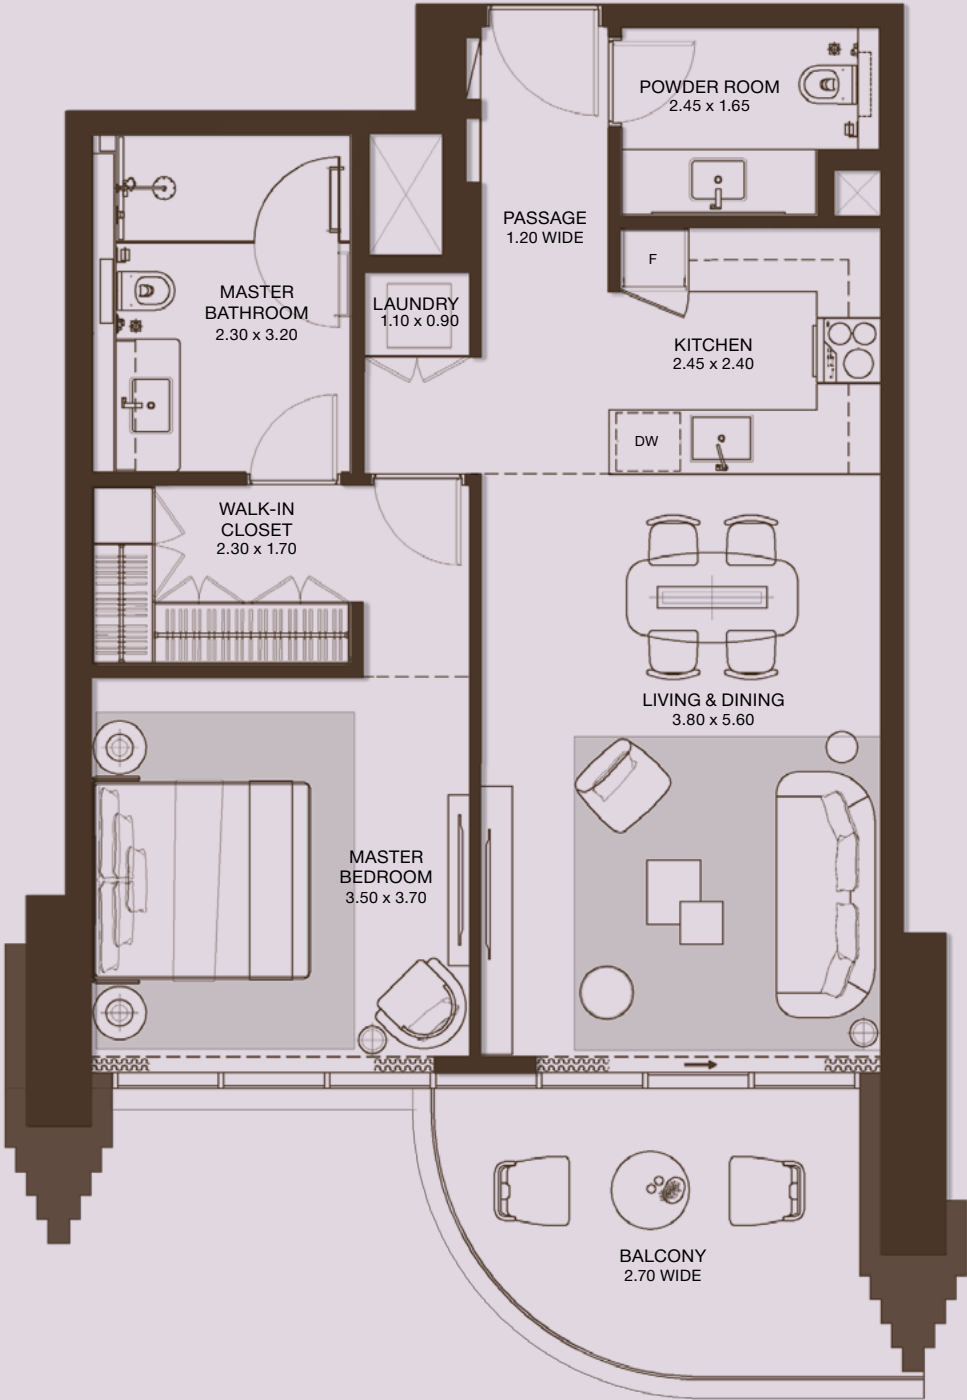 POWDER ROOM
2.45 x 1.65
PASSAGE
1.20 WIDE
F
MASTER
BATHROOM
2.30 x 3.20
LAUNDRY
1.10 x 0.90
KITCHEN
2.45 x 2.40
DW
WALK-IN
CLOSET
2.30 x 1.70
LIVING & DINING
3.80 x 5.60
MASTER
BEDROOM
3.50 x 3.70
BALCONY
2.70 WIDE